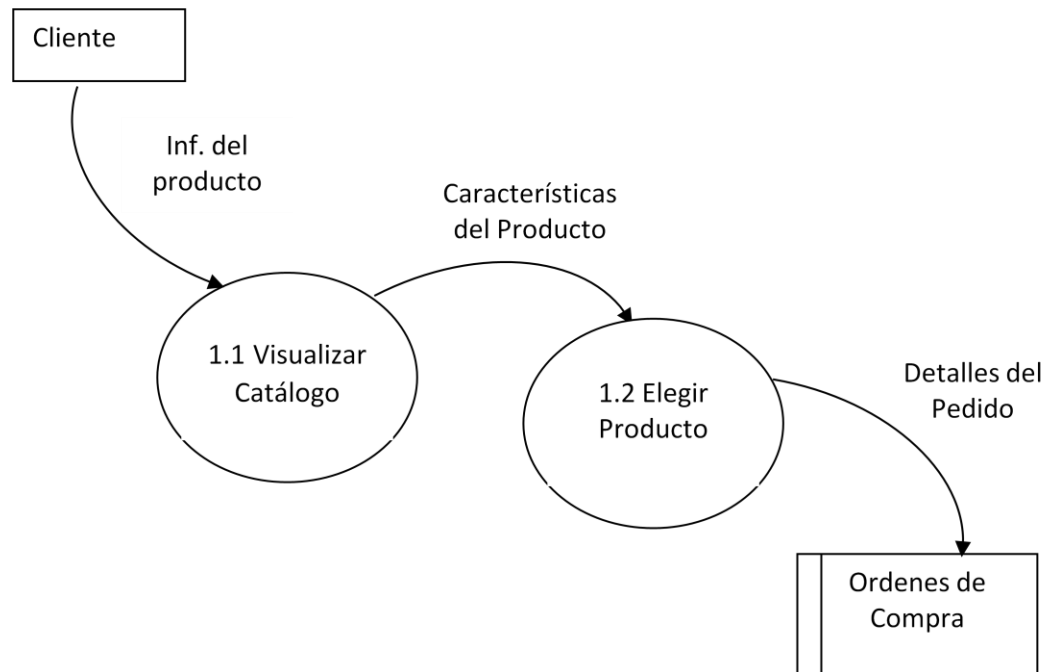 Cliente
Inf. del
producto
Características
del Producto
1.1 Visualizar
Catálogo
1.2 Elegir
Producto
Detalles del
Pedido
Ordenes de
Compra